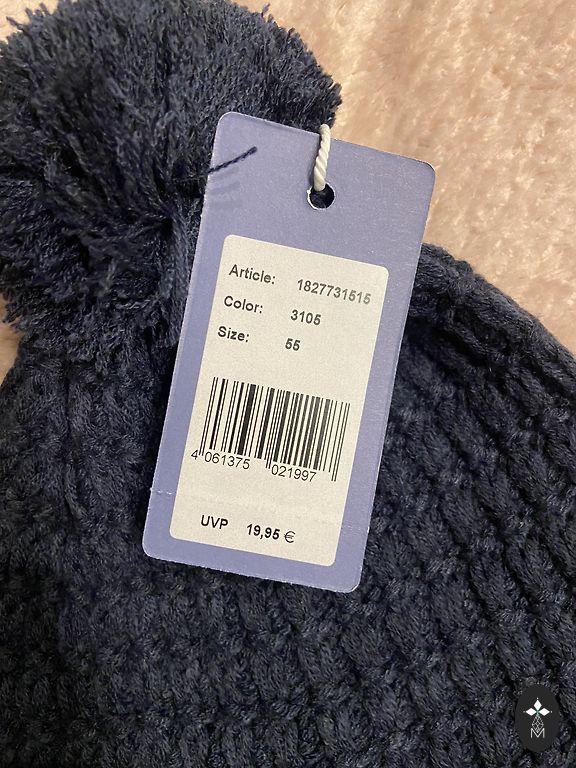 Article: 1827731515
Color: 3105
Size: 55
4 061375 021997
UVP 19,95 €
M